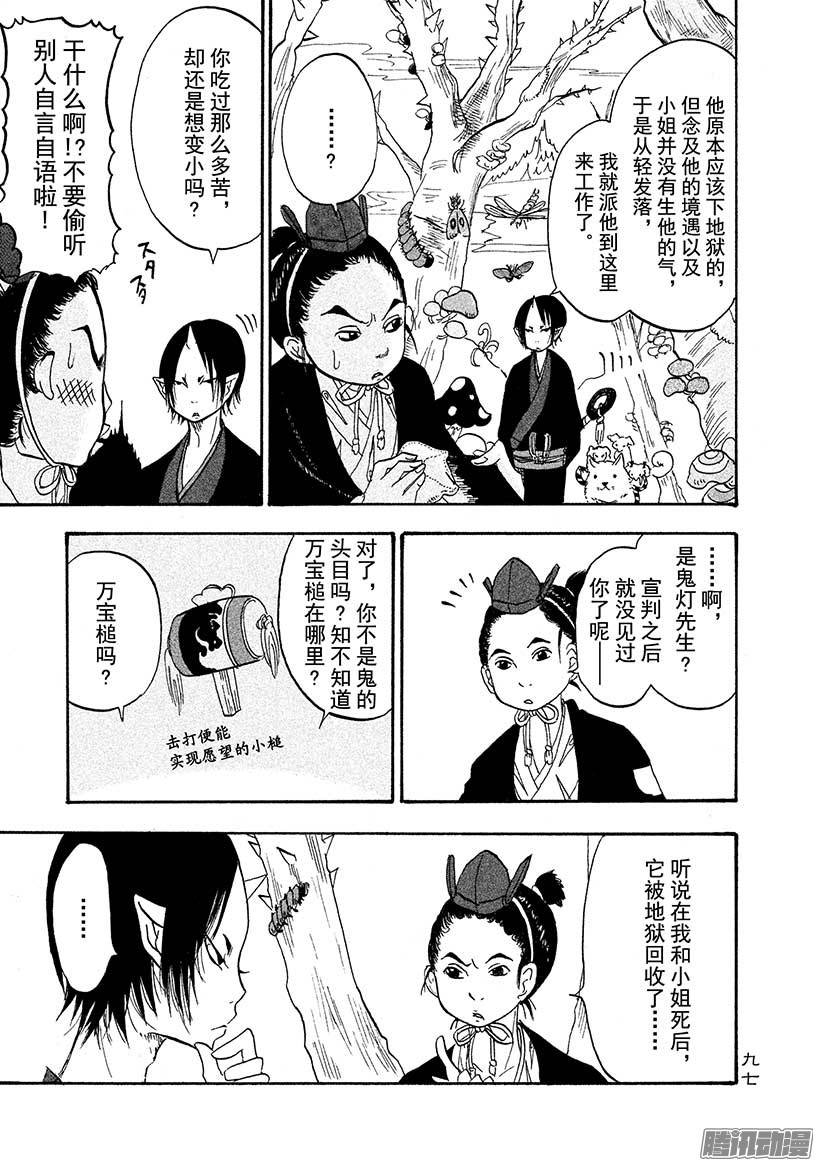 他原本应该下地狱的，
但念及他的境遇以及
小姐并没有生他的气，
于是从轻发落，
我就派他到这里
来工作了。
……？
你吃过那么多苦，
却还是想变小吗？
スタ
スタ
干什么啊!?不要偷听
别人自言自语啦！
……啊，
是鬼灯先生？
宣判之后
就没见过
你了呢——
对了，你不是鬼的
头目吗？知不知道
万宝槌在哪里？
击打便能
实现愿望的小槌
万宝槌吗？
听说在我和小姐死后，
它被地狱回收了……
……
九七
腾讯动漫